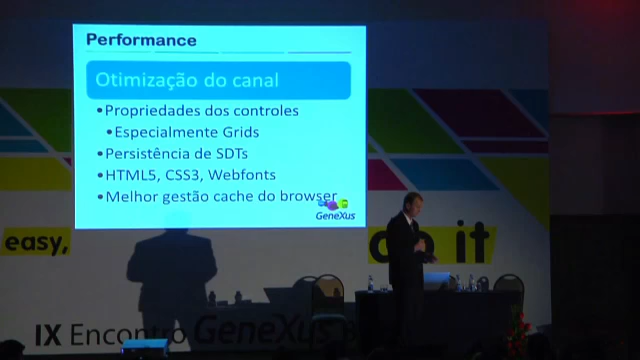 Performance
Otimização do canal
•Propriedades dos controles
•Especialmente Grids
•Persistência de SDTs
•HTML5, CSS3, Webfonts
•Melhor gestão cache do browser
GeneXus
easy,
do it
IX Encontro GeneXus